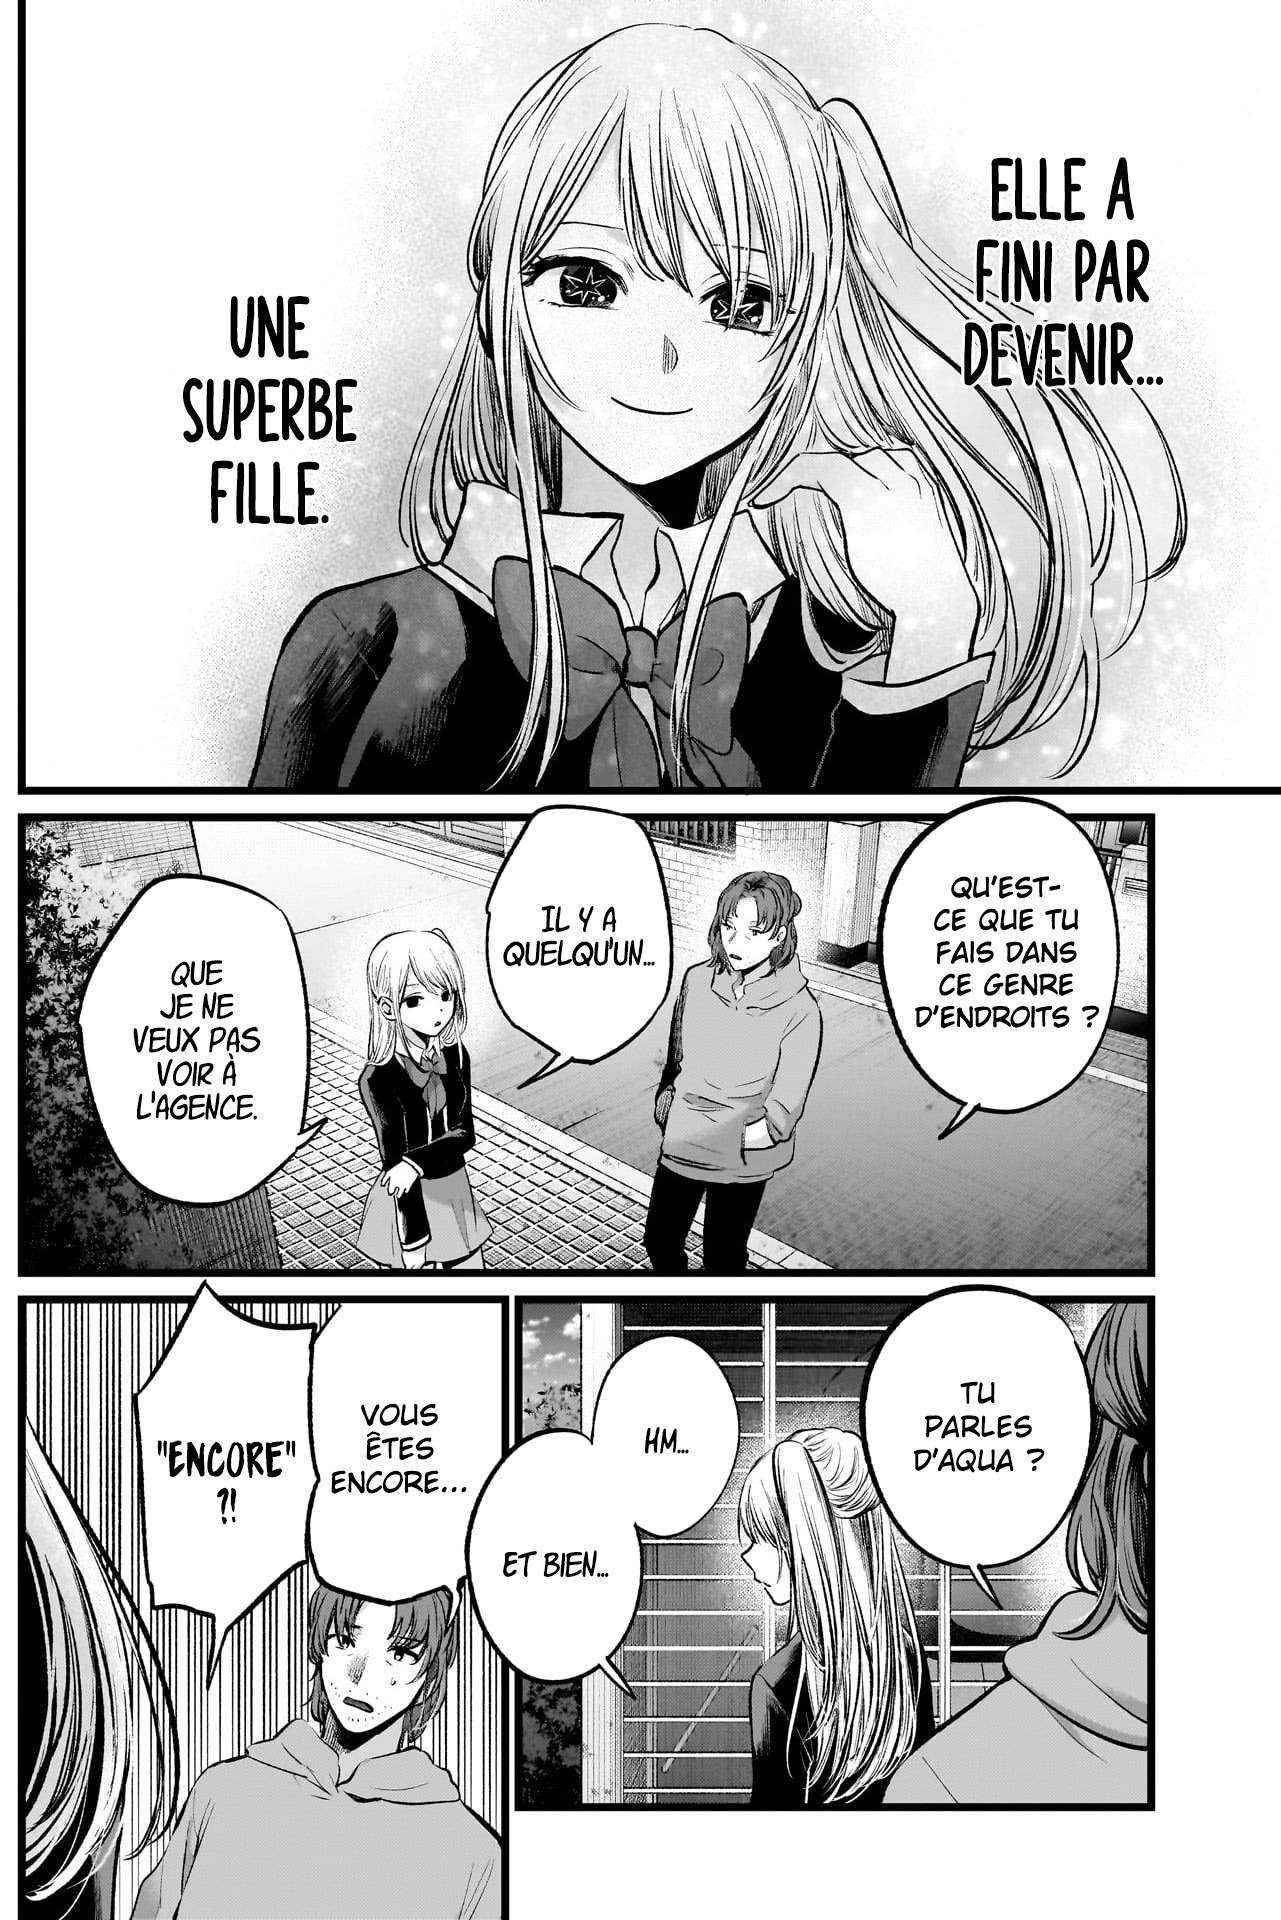 ELLE A
FINI PAR
DEVENIR...
UNE
SUPERBE
FILLE.
QU'EST-
CE QUE TU
FAIS DANS
CE GENRE
D'ENDROITS ?
IL Y A
QUELQU'UN...
QUE
JE NE
VEUX PAS
VOIR À
L'AGENCE.
TU
PARLES
D'AQUA ?
HM...
ET BIEN...
VOUS
ÊTES
ENCORE...
"ENCORE"
?!